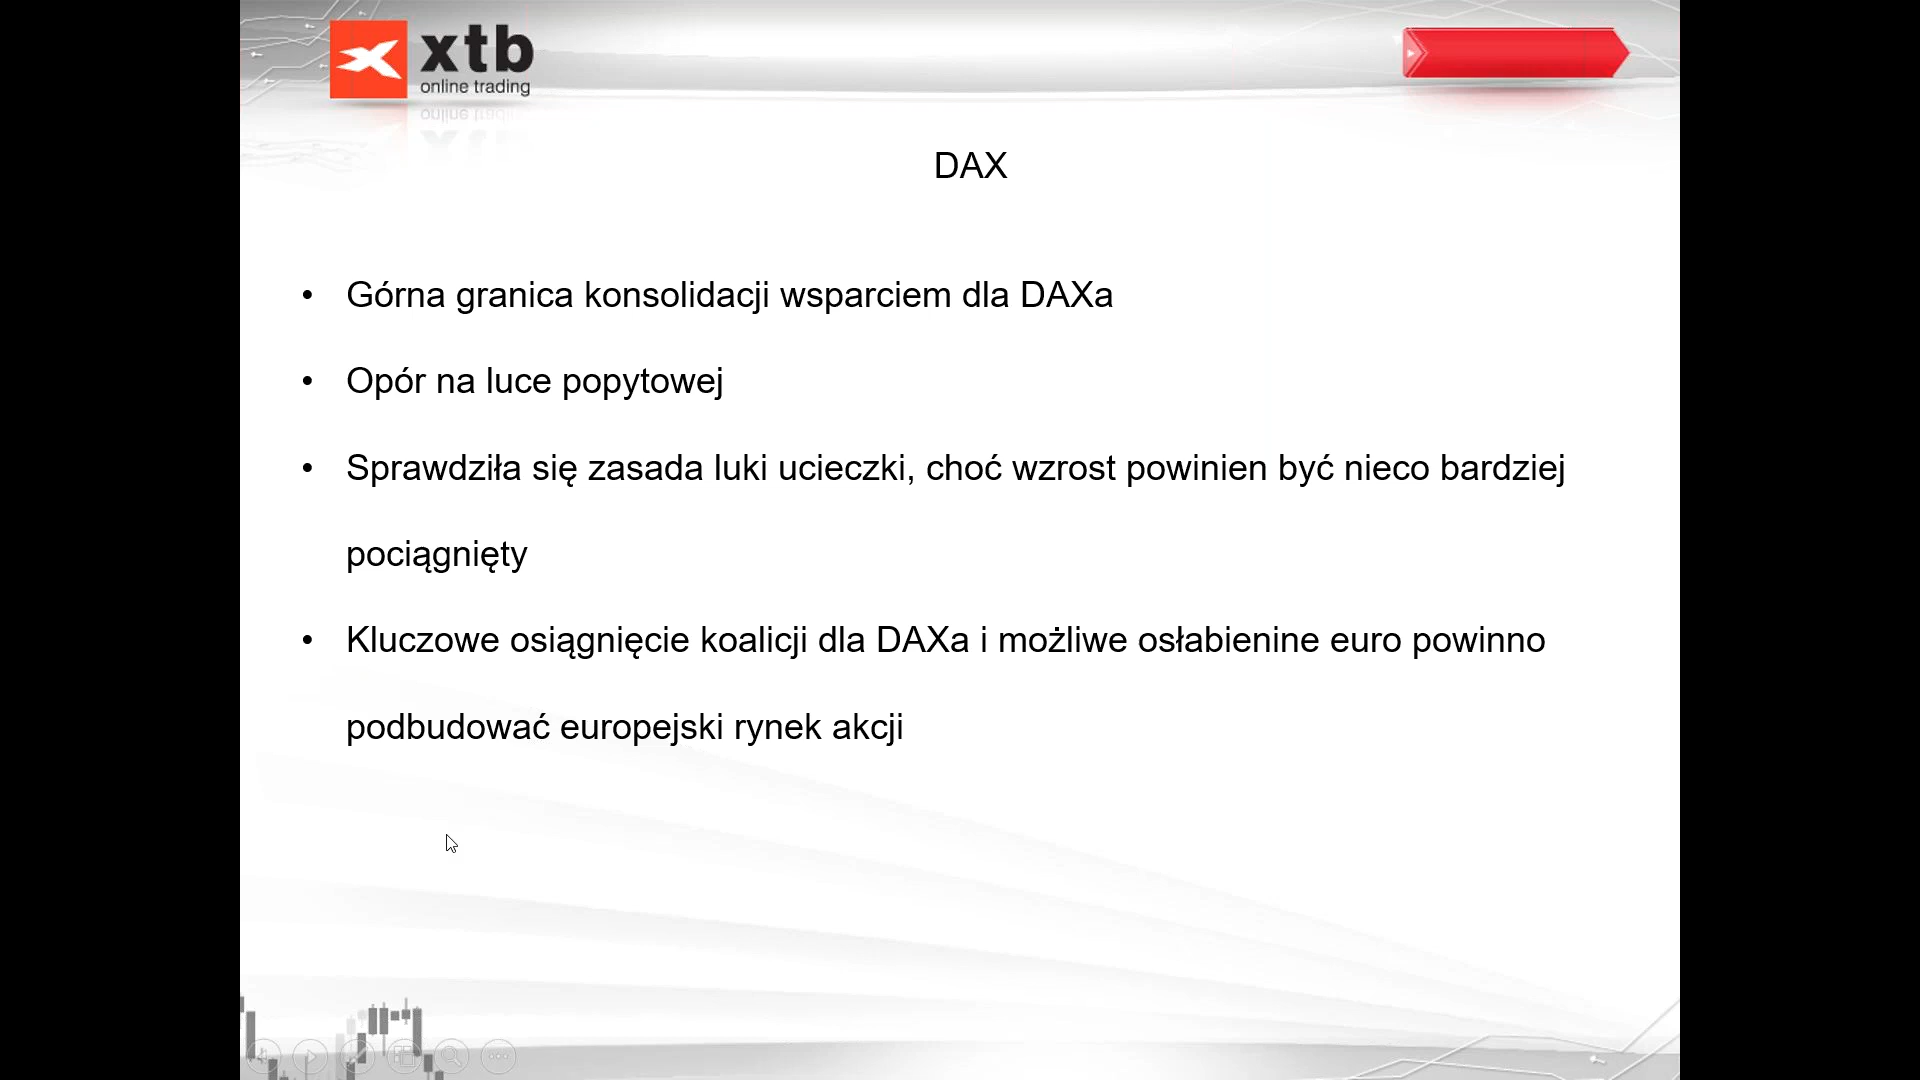 xtb
online trading
DAX
• Górna granica konsolidacji wsparciem dla DAXa
• Opór na luce popytowej
• Sprawdziła się zasada luki ucieczki, choć wzrost powinien być nieco bardziej
pociągnięty
• Kluczowe osiągnięcie koalicji dla DAXa i możliwe osłabienine euro powinno
podbudować europejski rynek akcji